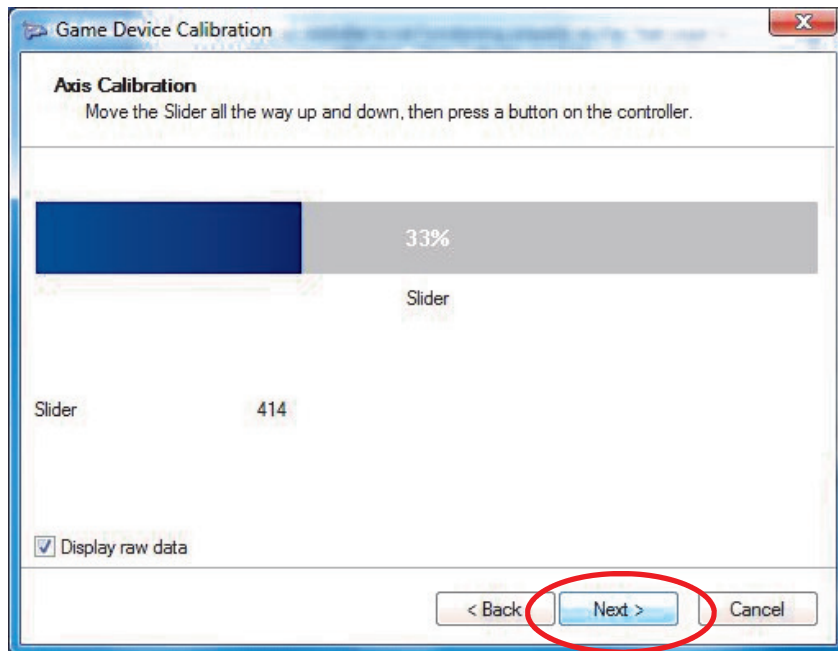 Game Device Calibration
Axis Calibration
Move the Slider all the way up and down, then press a button on the controller.
33%
Slider
Slider 414
Display raw data
< Back Next > Cancel